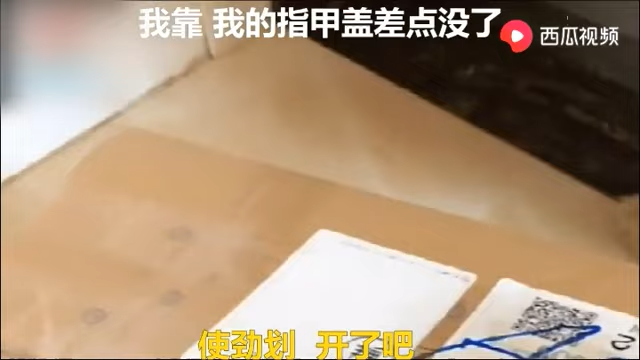 我靠 我的指甲盖差点没了
西瓜视频
使劲划 开了吧